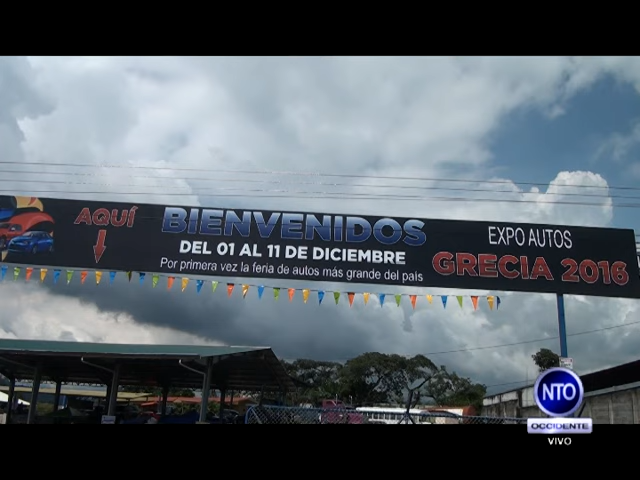 AQUÍ
BIENVENIDOS
DEL 01 AL 11 DE DICIEMBRE
Por primera vez la feria de autos más grande del pais
EXPO AUTOS
GRECIA 2016
NTO
OCCIDENTE
VIVO